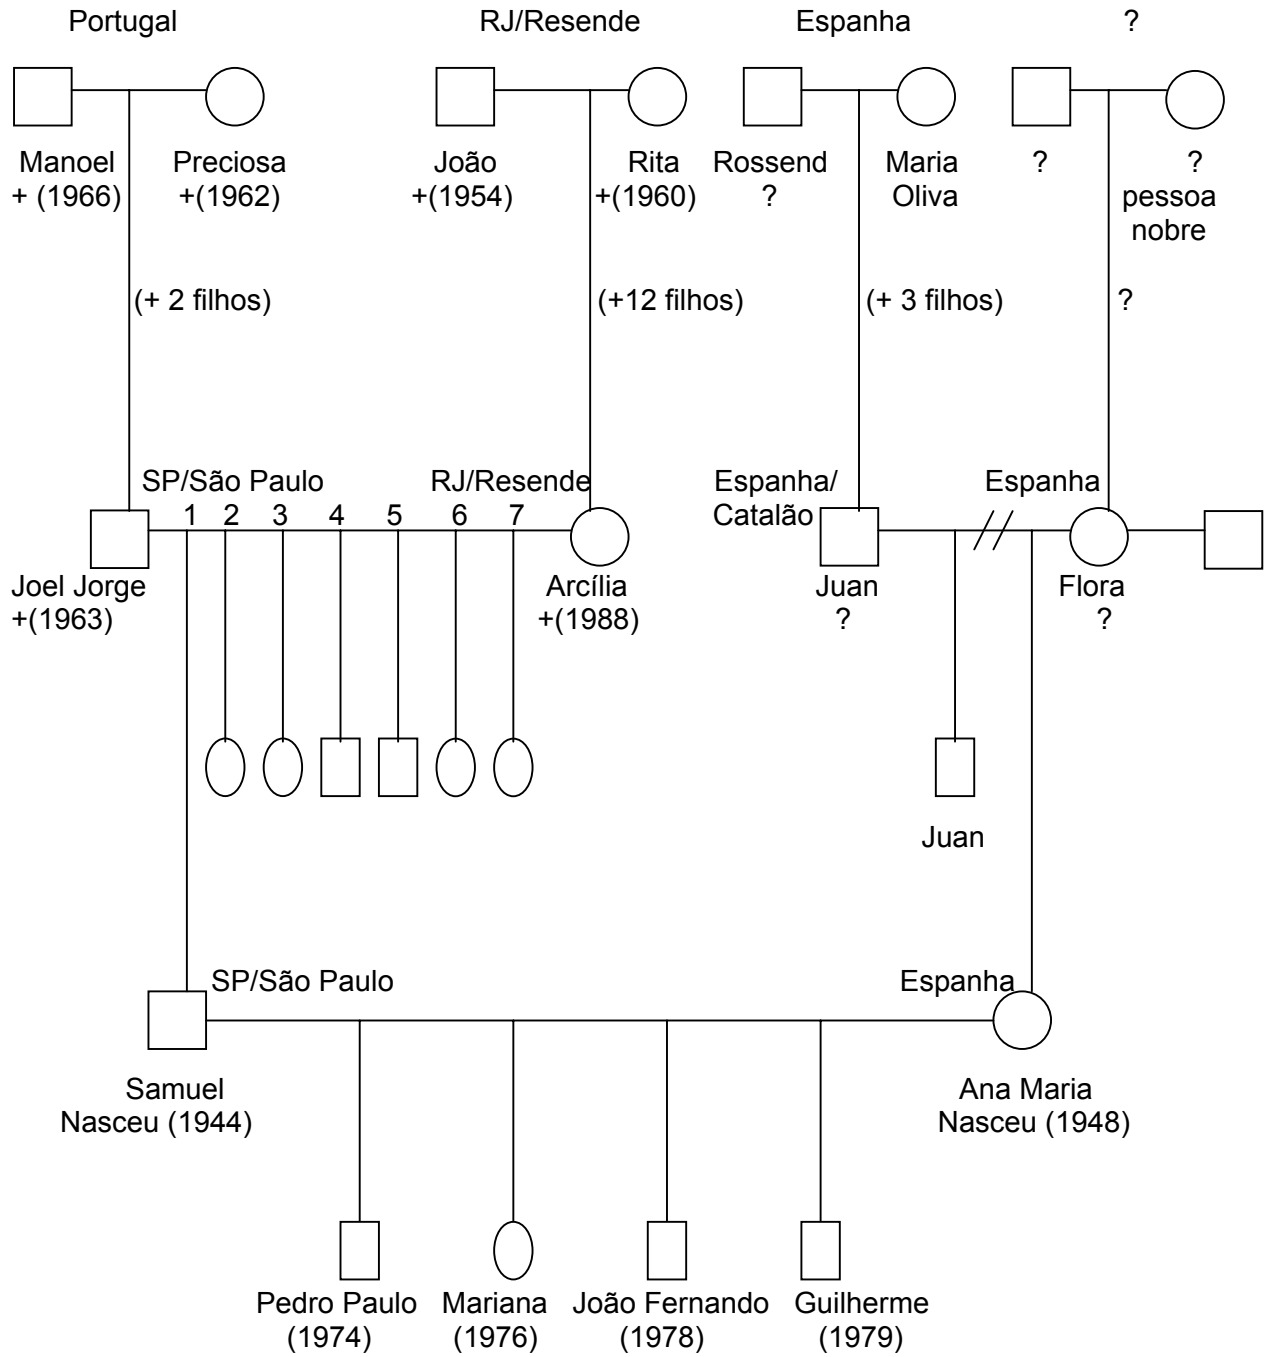 Portugal RJ/Resende Espanha ?
Manoel Preciosa João Rita Rossend Maria ? ?
+ (1966) +(1962) +(1954) +(1960) ? Oliva pessoa
nobre
(+ 2 filhos) (+12 filhos) (+ 3 filhos) ?
SP/São Paulo RJ/Resende Espanha/ Espanha
1 2 3 4 5 6 7 Catalão
Joel Jorge Arcília Juan Flora
+(1963) +(1988) ? ?
Juan
SP/São Paulo Espanha
Samuel Ana Maria
Nasceu (1944) Nasceu (1948)
Pedro Paulo Mariana João Fernando Guilherme
(1974) (1976) (1978) (1979)